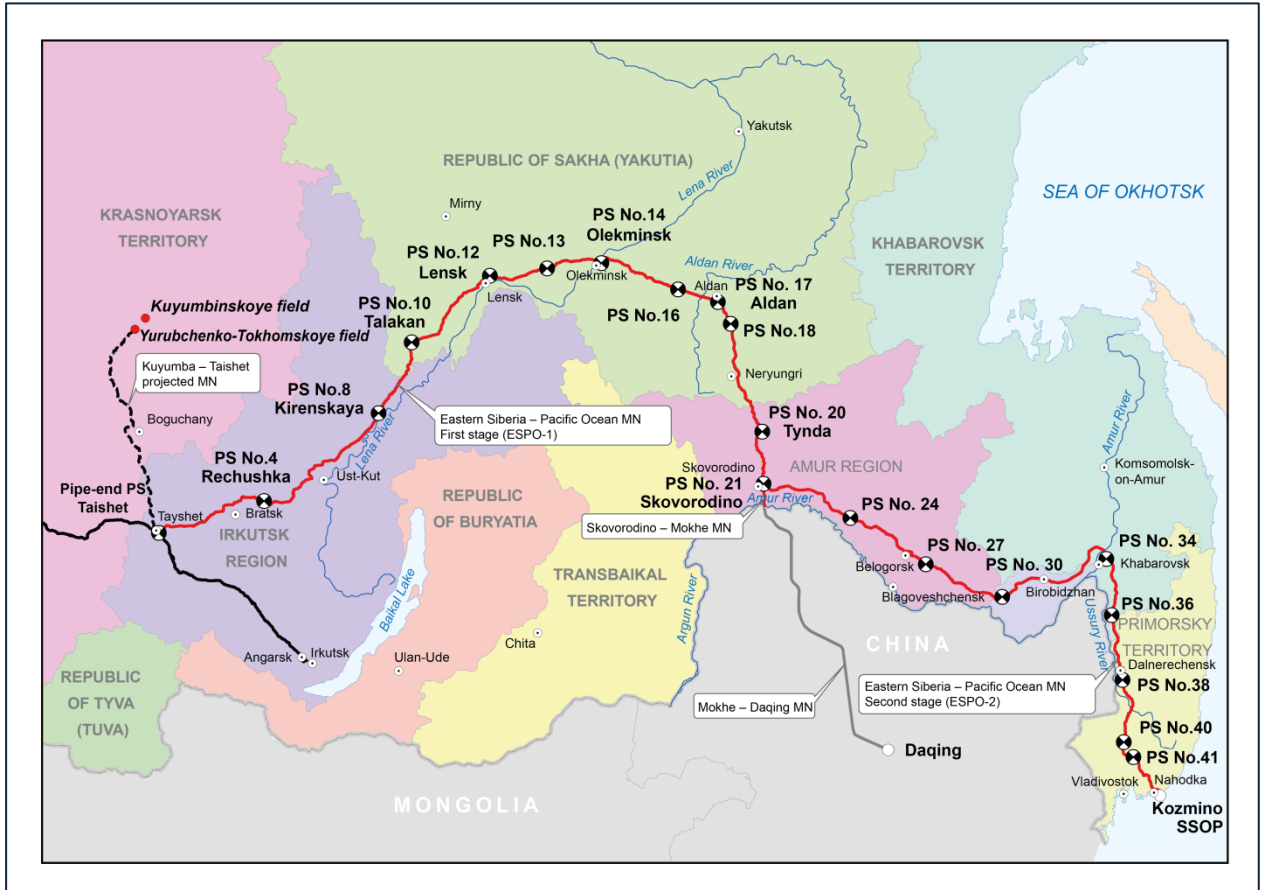 Yakutsk
REPUBLIC OF SAKHA (YAKUTIA)
Lena River
SEA OF OKHOTSK
Mirny
KRASNOYARSK
TERRITORY
PS No.14
Olekminsk
PS No.13
PS No.12
Lensk
KHABAROVSK
TERRITORY
Olekminsk
Aldan River
Lensk
Aldan
PS No. 17
Aldan
PS No.10
Talakan
PS No.16
PS No.18
Kuyumbinskoye field
Yurubchenko-Tokhomskoye field
Kuyumba – Taishet
projected MN
Neryungri
PS No.8
Kirenskaya
Eastern Siberia – Pacific Ocean MN
First stage (ESPO-1)
Lena River
Boguchany
PS No. 20
Tynda
Amur River
PS No.4
Rechushka
Ust-Kut
Skovorodino
AMUR REGION
Komsomolsk-
on-Amur
Pipe-end PS
Taishet
PS No. 21
Skovorodino
Amur River
REPUBLIC
OF BURYATIA
Tayshet
Bratsk
PS No. 24
Skovorodino – Mokhe MN
IRKUTSK
REGION
PS No. 34
PS No. 27
Belogorsk
PS No. 30
Khabarovsk
TRANSBAIKAL
TERRITORY
Birobidzhan
Blagoveshchensk
Baikal Lake
Argun River
PS No.36
Ussury River
PRIMORSKY
TERRITORY
Chita
CHINA
Angarsk
Irkutsk
Ulan-Ude
Dalnerechensk
REPUBLIC
OF TYVA
(TUVA)
Eastern Siberia – Pacific Ocean MN
Second stage (ESPO-2)
PS No.38
Mokhe – Daqing MN
PS No.40
Daqing
PS No.41
Vladivostok
Nahodka
MONGOLIA
Kozmino
SSOP